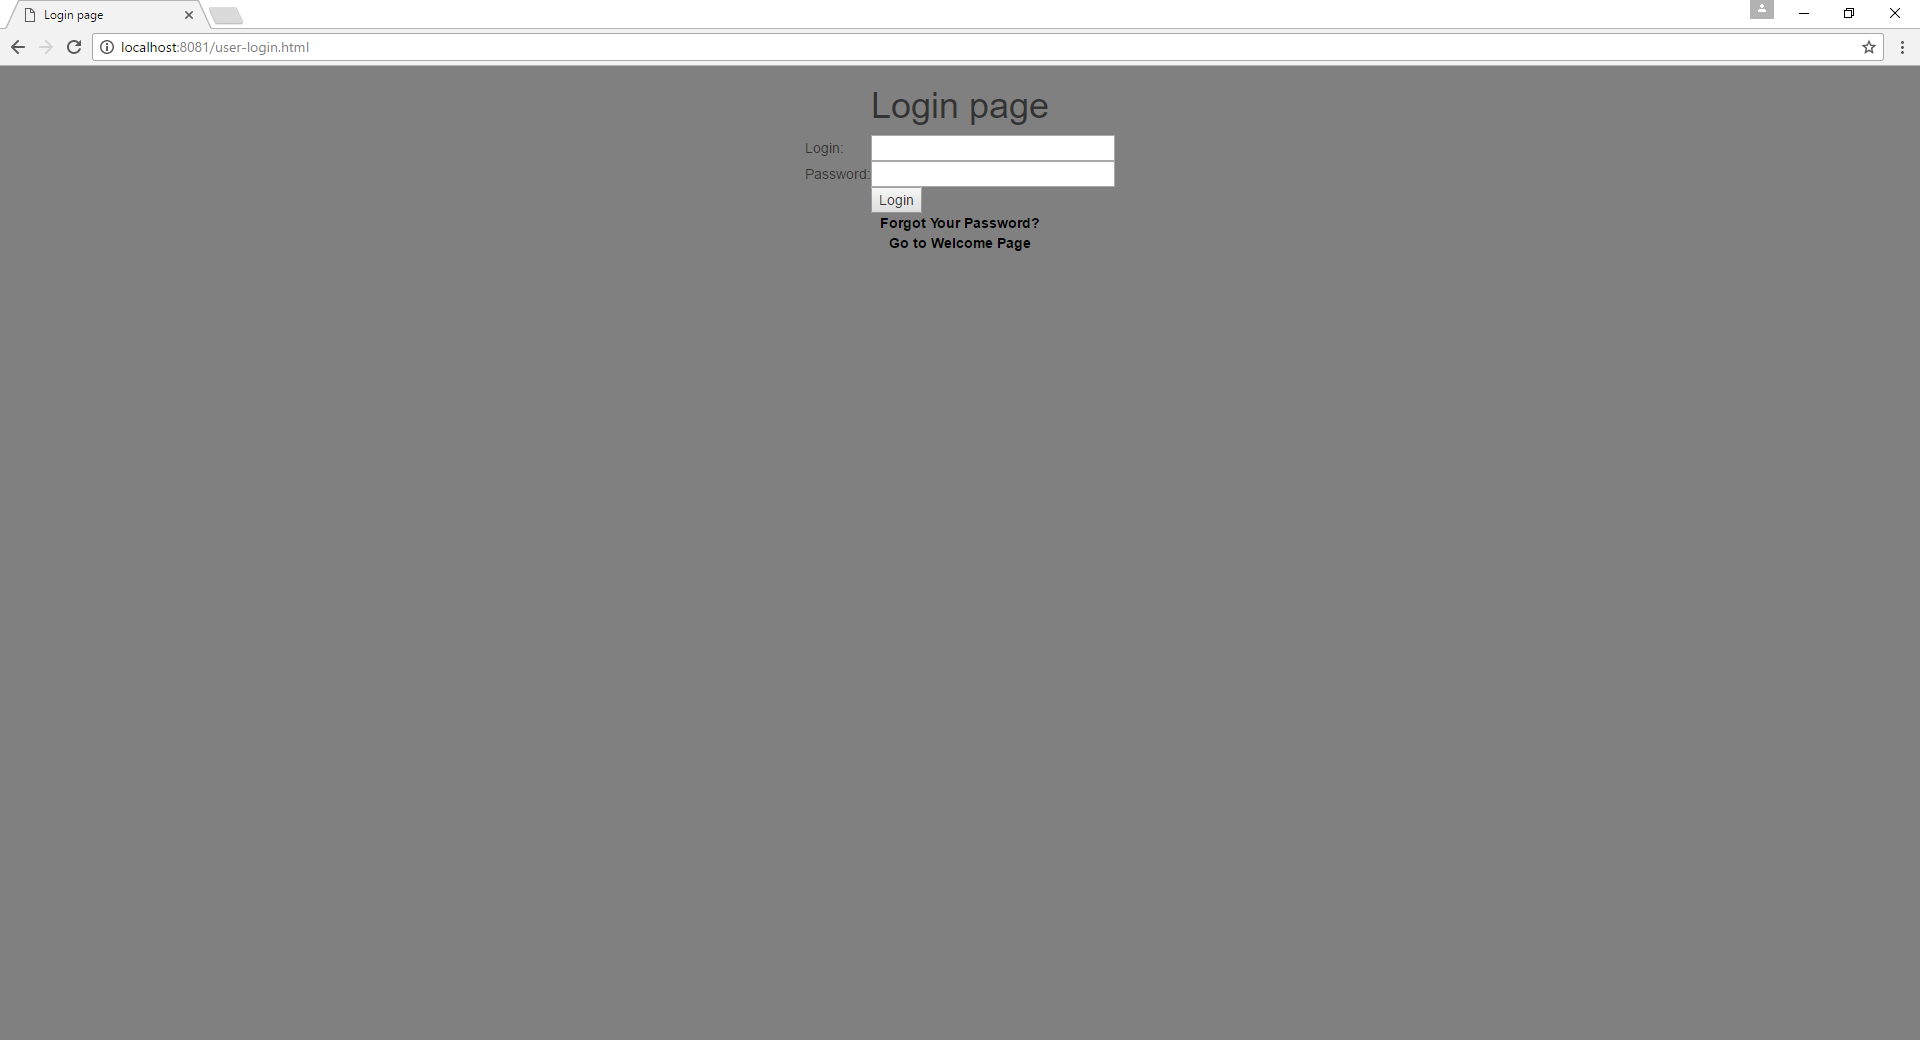 Login page
localhost:8081/user-login.html
Login page
Login:
Password:
Login
Forgot Your Password?
Go to Welcome Page